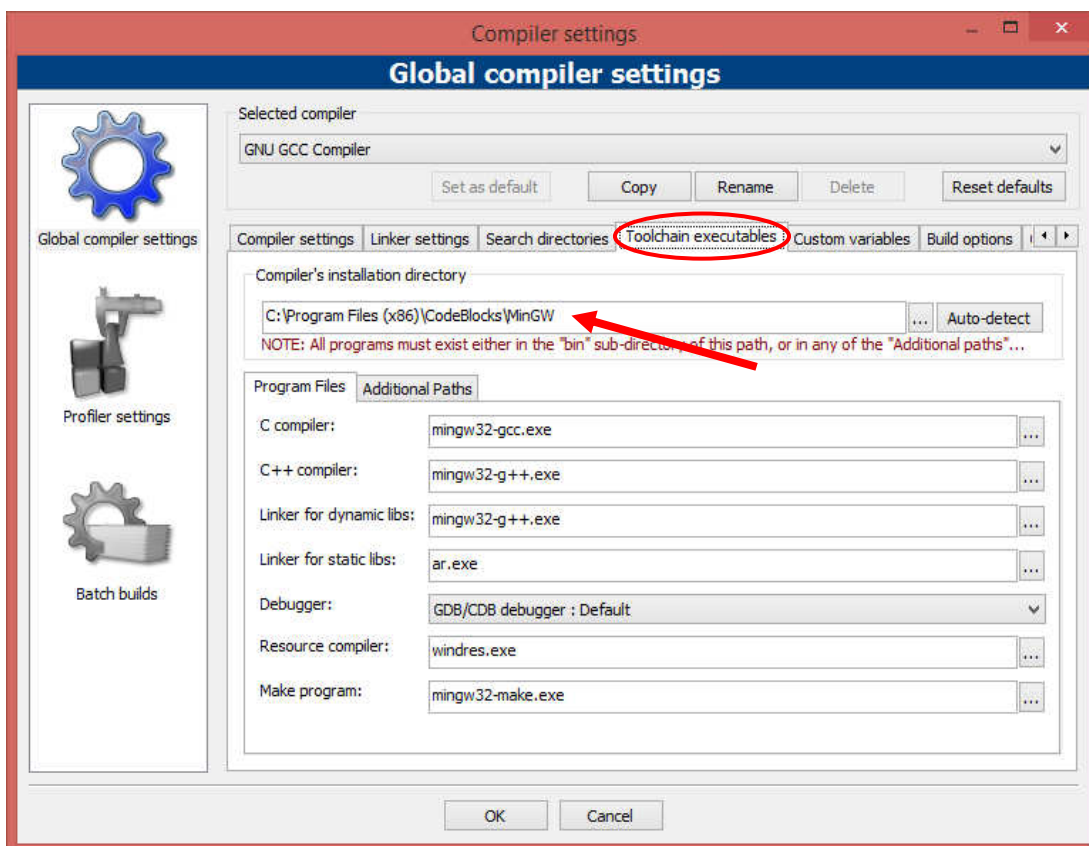 Compiler settings
Global compiler settings
Global compiler settings
Profiler settings
Batch builds
Selected compiler
GNU GCC Compiler
Set as default Copy Rename Delete Reset defaults
Compiler settings Linker settings Search directories Toolchain executables Custom variables Build options
Compiler's installation directory
C:\Program Files (x86)\CodeBlocks\MinGW ... Auto-detect
NOTE: All programs must exist either in the "bin" sub-directory of this path, or in any of the "Additional paths"...
Program Files Additional Paths
C compiler: mingw32-gcc.exe ...
C++ compiler: mingw32-g++.exe ...
Linker for dynamic libs: mingw32-g++.exe ...
Linker for static libs: ar.exe ...
Debugger: GDB/CDB debugger : Default
Resource compiler: windres.exe ...
Make program: mingw32-make.exe ...
OK Cancel